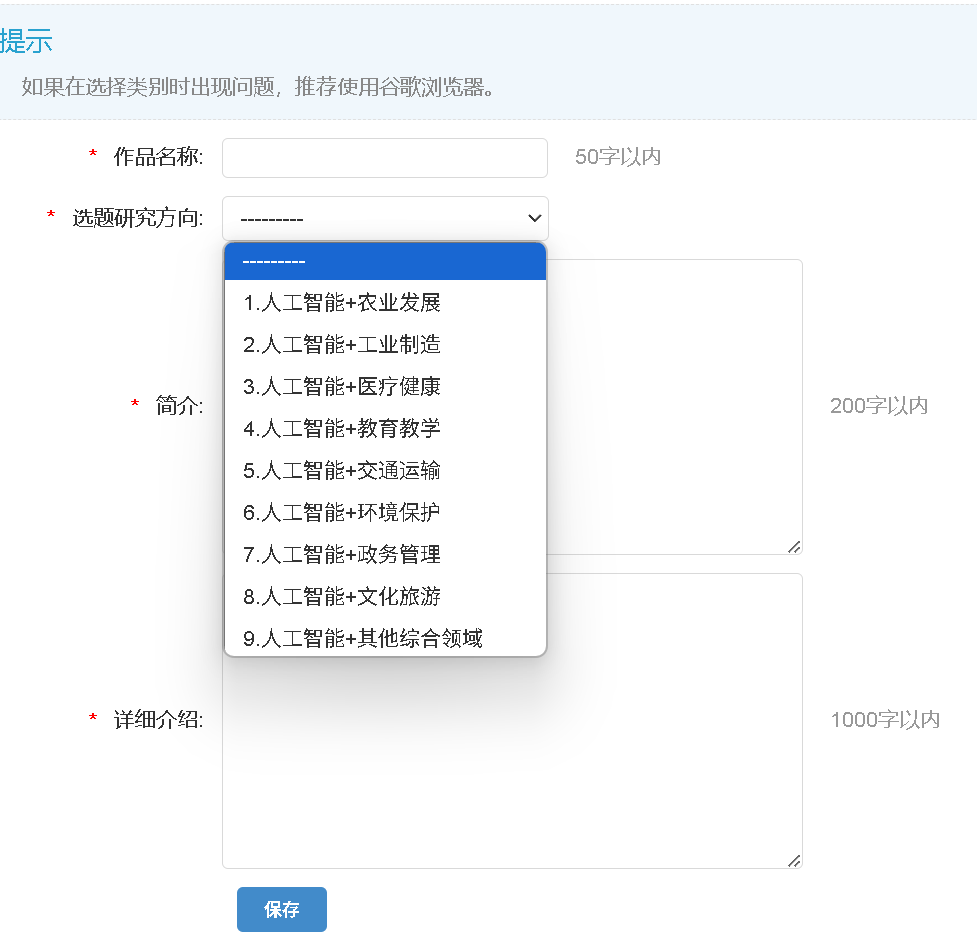 提示
如果在选择类别时出现问题，推荐使用谷歌浏览器。
* 作品名称: 50字以内
* 选题研究方向: ---------
---------
1.人工智能+农业发展
2.人工智能+工业制造
3.人工智能+医疗健康
* 简介: 200字以内
4.人工智能+教育教学
5.人工智能+交通运输
6.人工智能+环境保护
7.人工智能+政务管理
8.人工智能+文化旅游
9.人工智能+其他综合领域
* 详细介绍: 1000字以内
保存